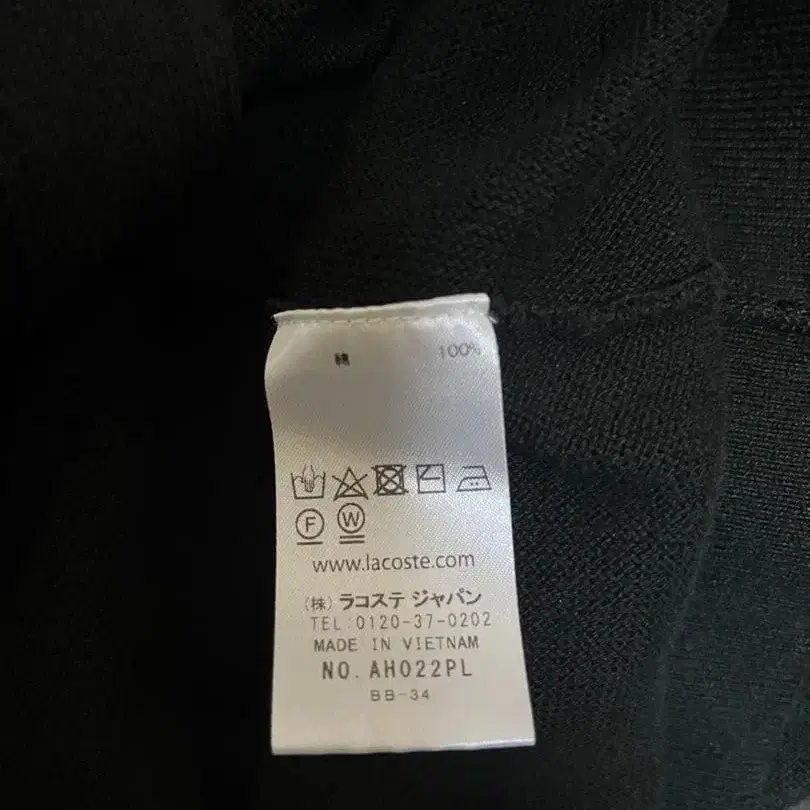 綿 100%
F W
www.lacoste.com
(株) ラコステ ジャパン
TEL:0120-37-0202
MADE IN VIETNAM
NO. AH022PL
BB-34